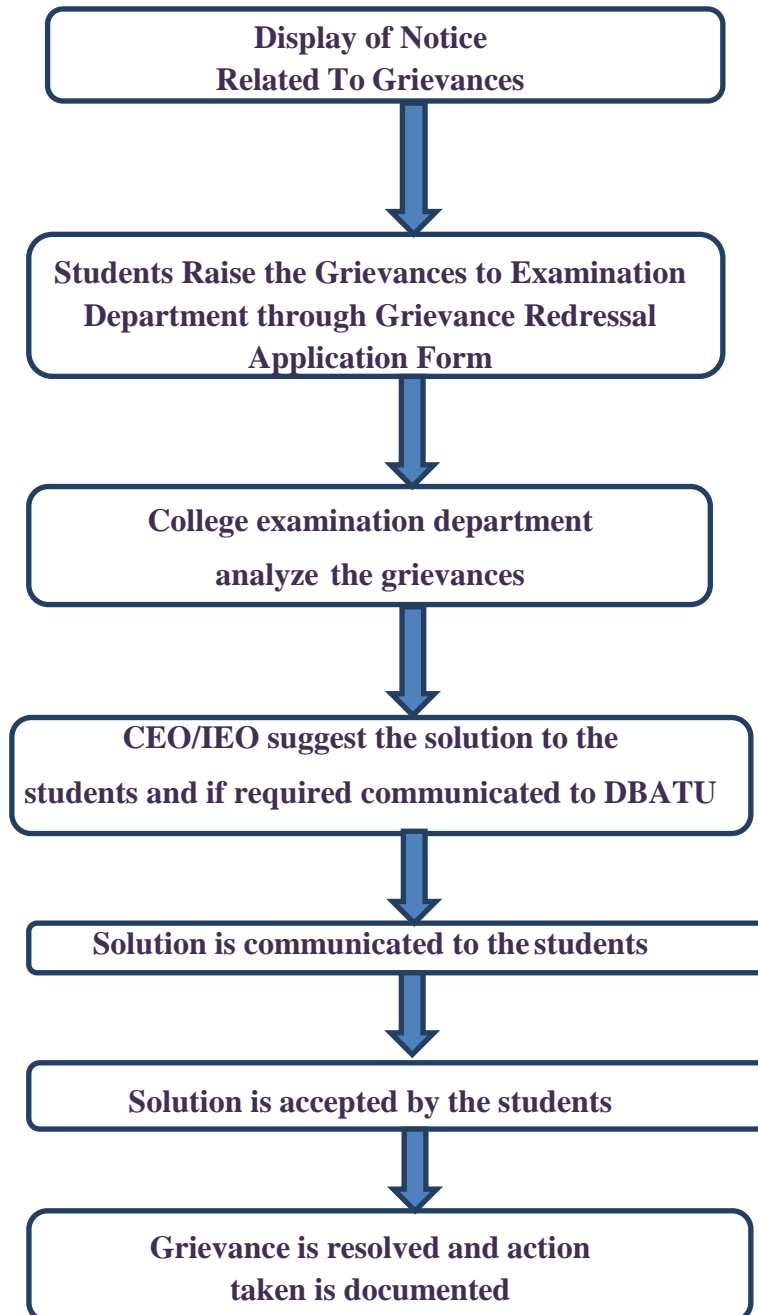 Display of Notice
Related To Grievances
Students Raise the Grievances to Examination
Department through Grievance Redressal
Application Form
College examination department
analyze the grievances
CEO/IEO suggest the solution to the
students and if required communicated to DBATU
Solution is communicated to the students
Solution is accepted by the students
Grievance is resolved and action
taken is documented